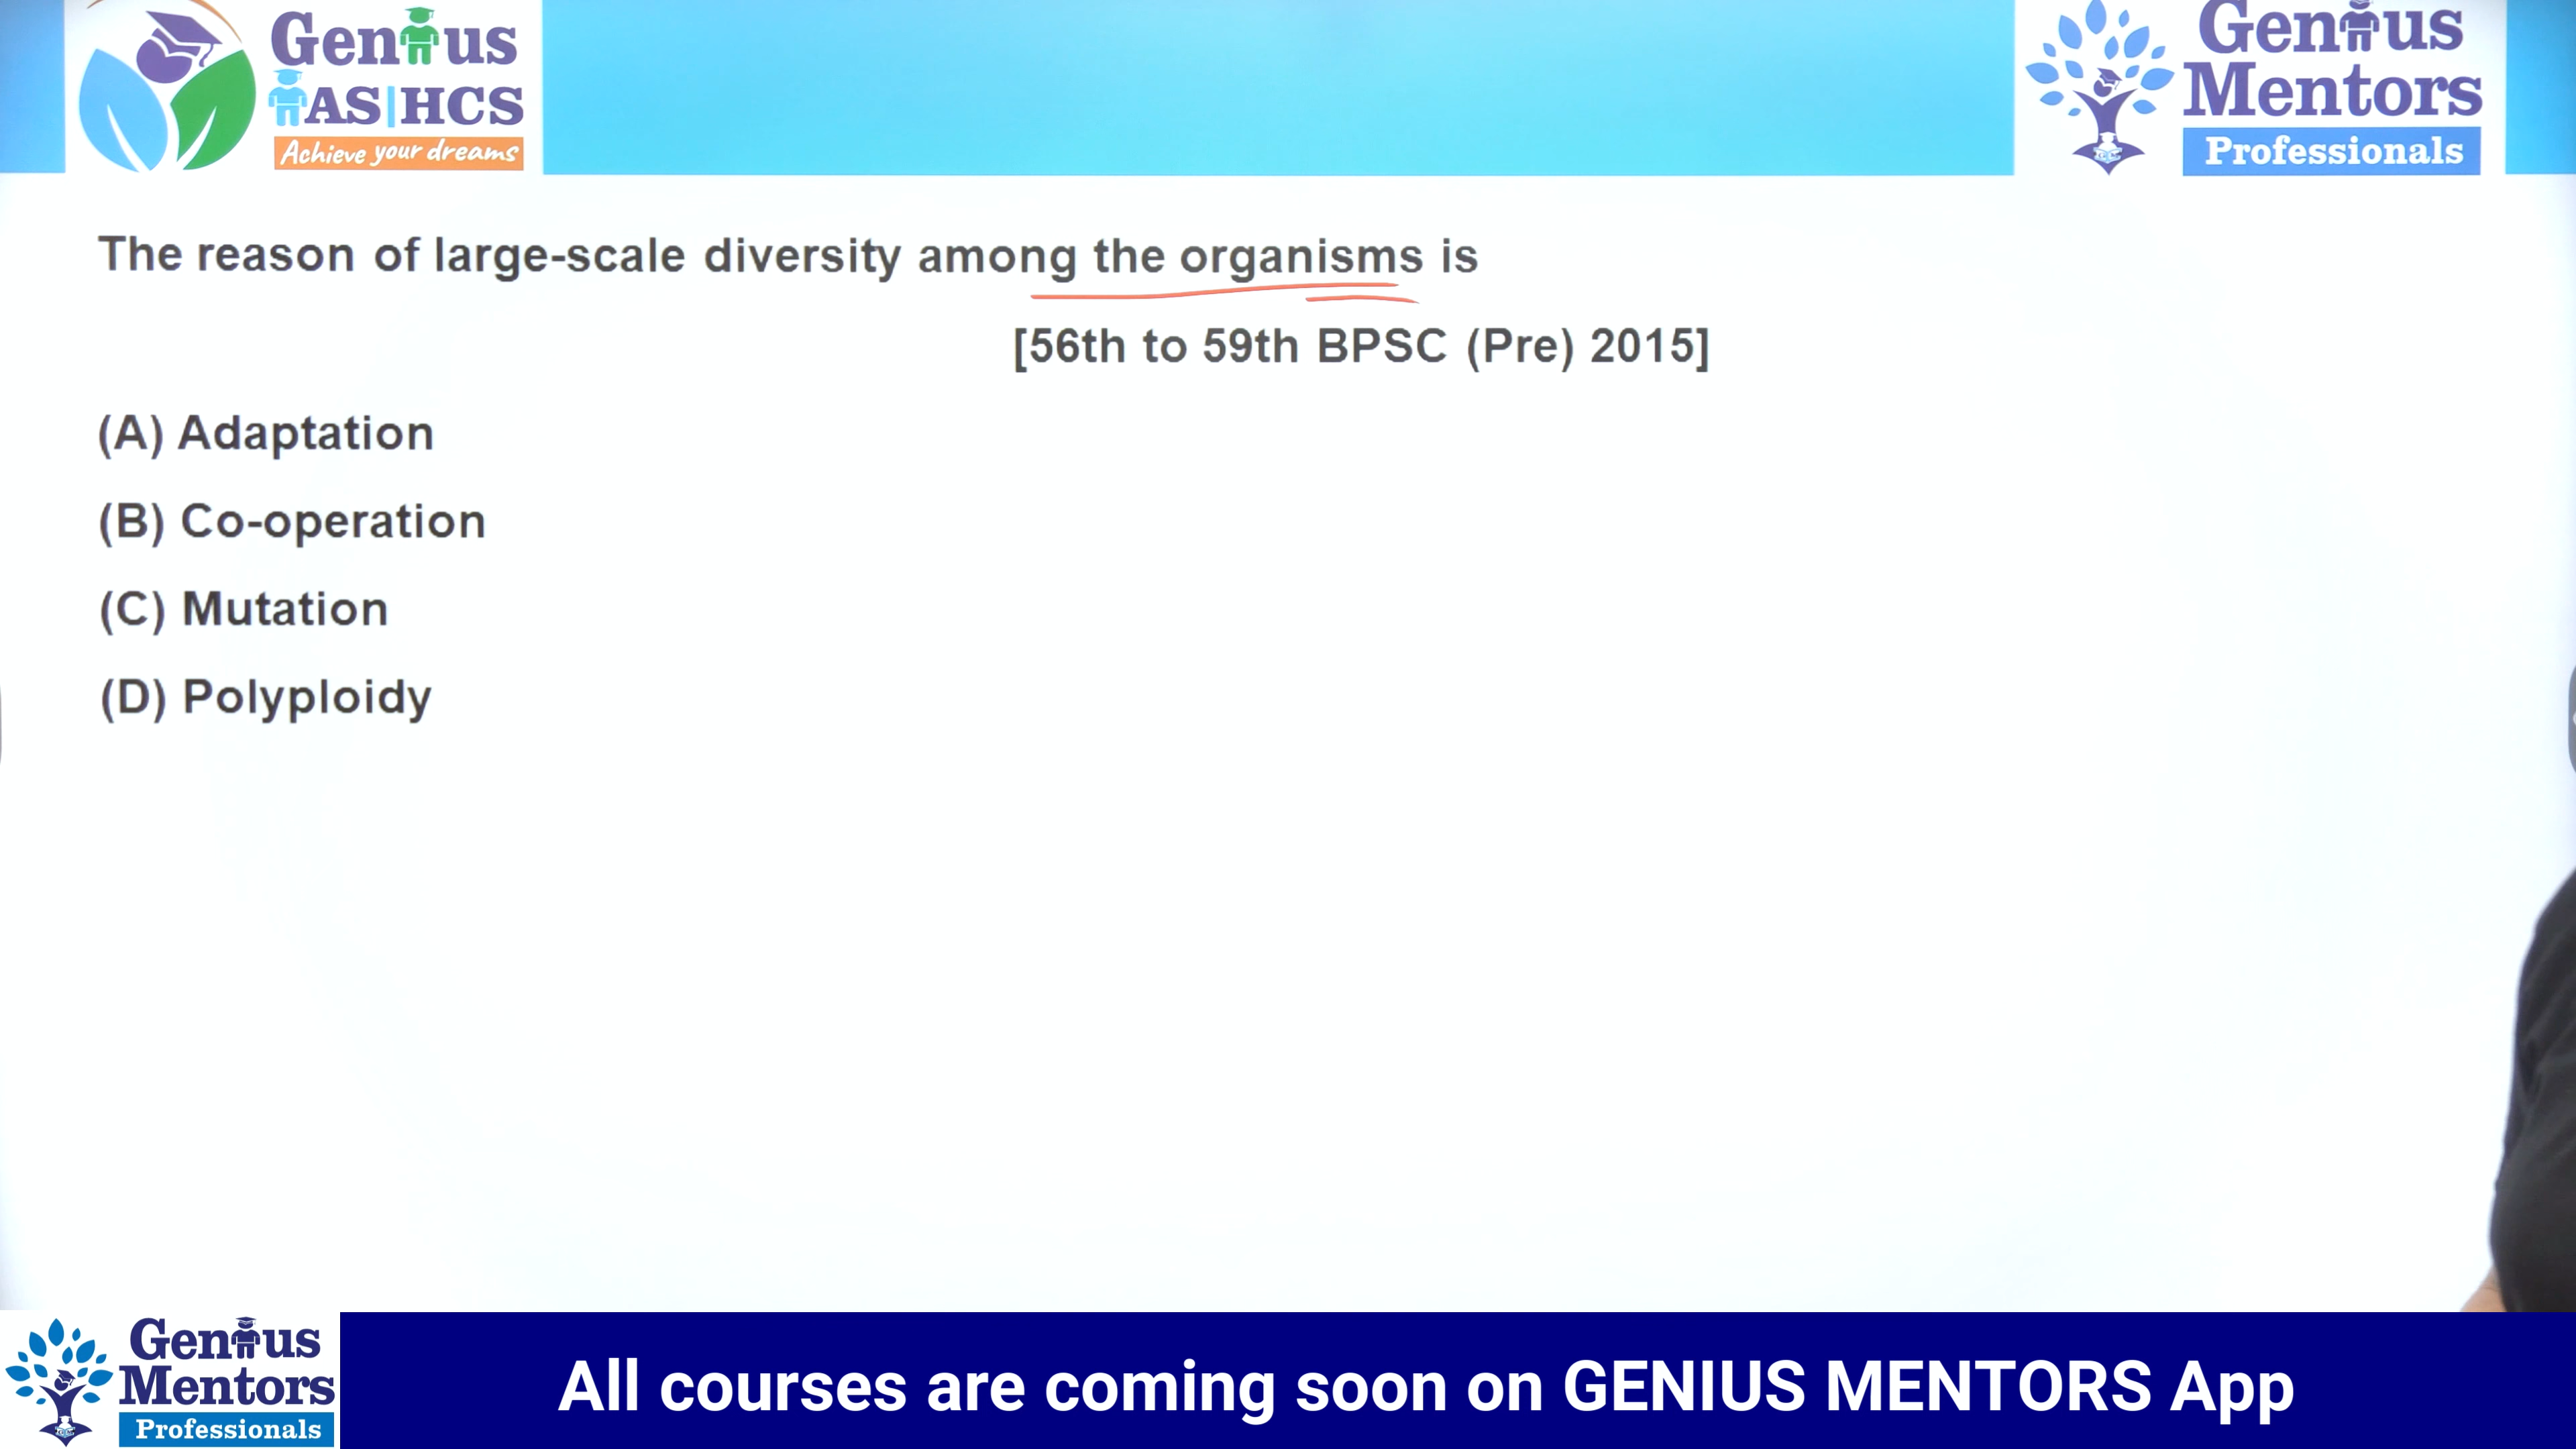 Genius
IAS|HCS
Achieve your dreams
Genius
Mentors
Professionals
The reason of large-scale diversity among the organisms is
[56th to 59th BPSC (Pre) 2015]
(A) Adaptation
(B) Co-operation
(C) Mutation
(D) Polyploidy
Genius
Mentors
Professionals
All courses are coming soon on GENIUS MENTORS App